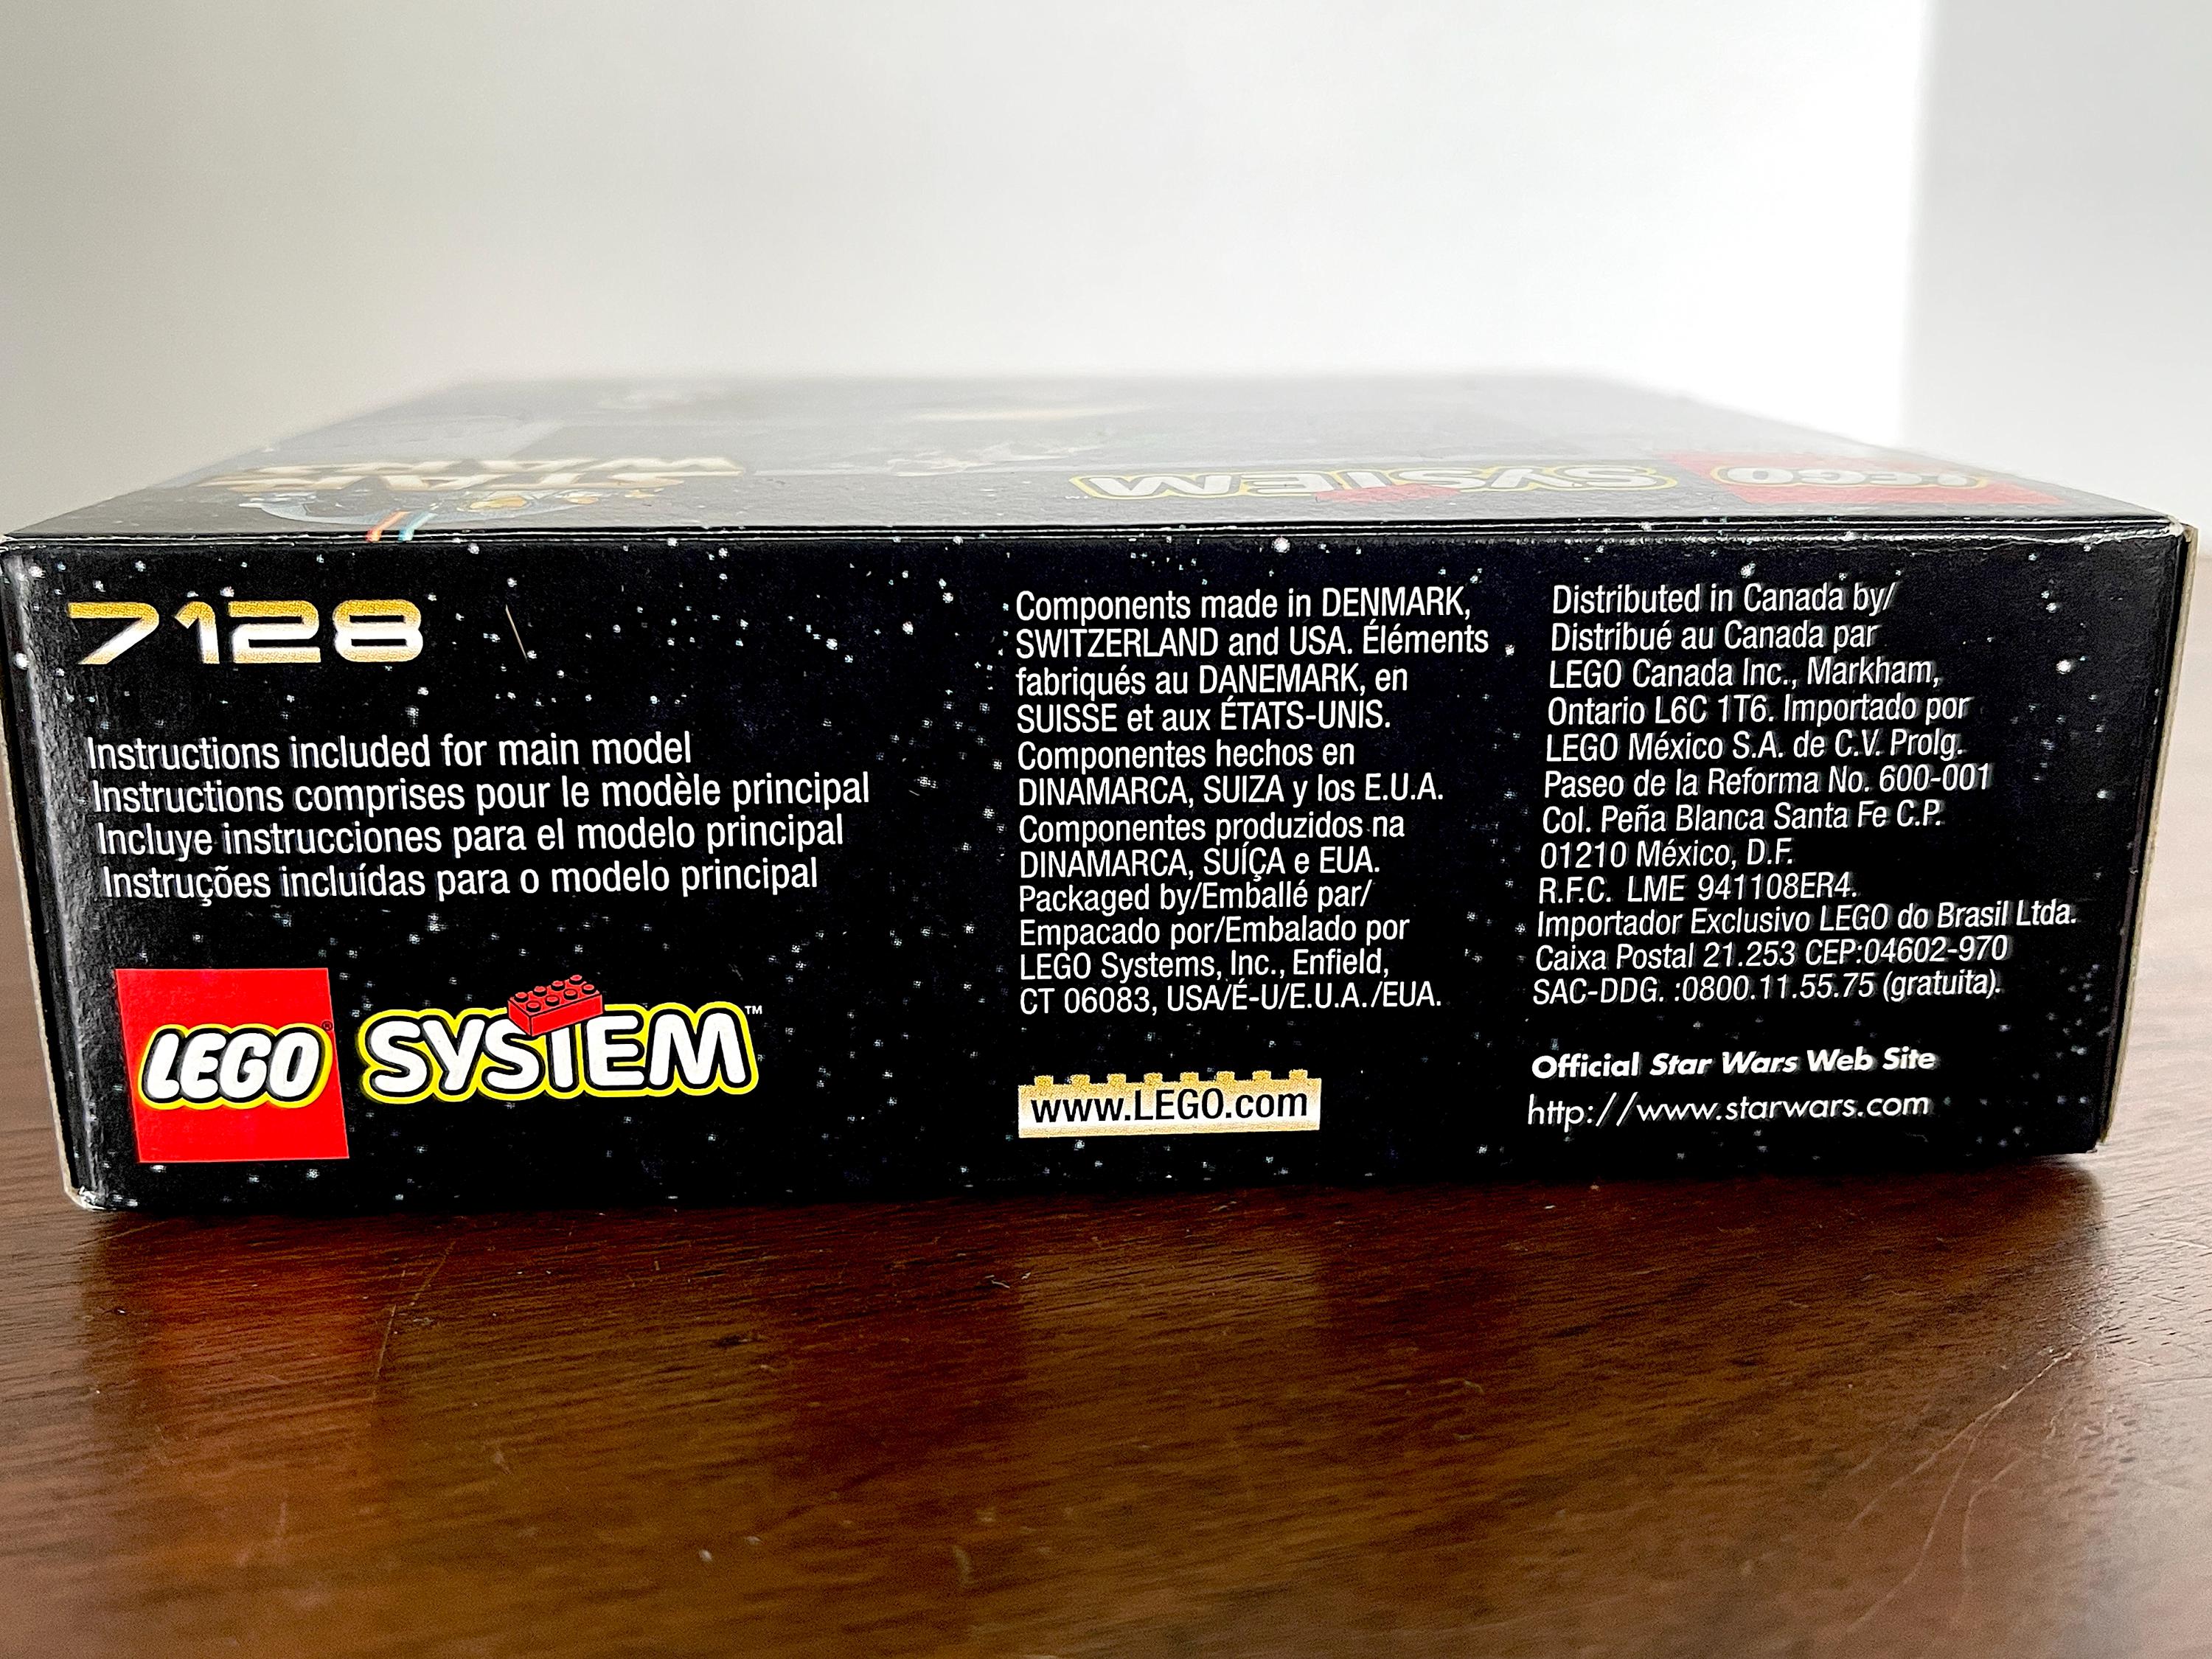 STAR
WARS
LEGO SYSTEM
7128
Instructions included for main model
Instructions comprises pour le modèle principal
Incluye instrucciones para el modelo principal
Instruções incluídas para o modelo principal
LEGO® SYSTEM™
Components made in DENMARK,
SWITZERLAND and USA. Éléments
fabriqués au DANEMARK, en
SUISSE et aux ÉTATS-UNIS.
Componentes hechos en
DINAMARCA, SUIZA y los E.U.A.
Componentes produzidos na
DINAMARCA, SUÍÇA e EUA.
Packaged by/Emballé par/
Empacado por/Embalado por
LEGO Systems, Inc., Enfield,
CT 06083, USA/É-U/E.U.A./EUA.
www.LEGO.com
Distributed in Canada by/
Distribué au Canada par
LEGO Canada Inc., Markham,
Ontario L6C 1T6. Importado por
LEGO México S.A. de C.V. Prolg.
Paseo de la Reforma No. 600-001
Col. Peña Blanca Santa Fe C.P.
01210 México, D.F.
R.F.C. LME 941108ER4.
Importador Exclusivo LEGO do Brasil Ltda.
Caixa Postal 21.253 CEP:04602-970
SAC-DDG. :0800.11.55.75 (gratuita).
Official Star Wars Web Site
http://www.starwars.com